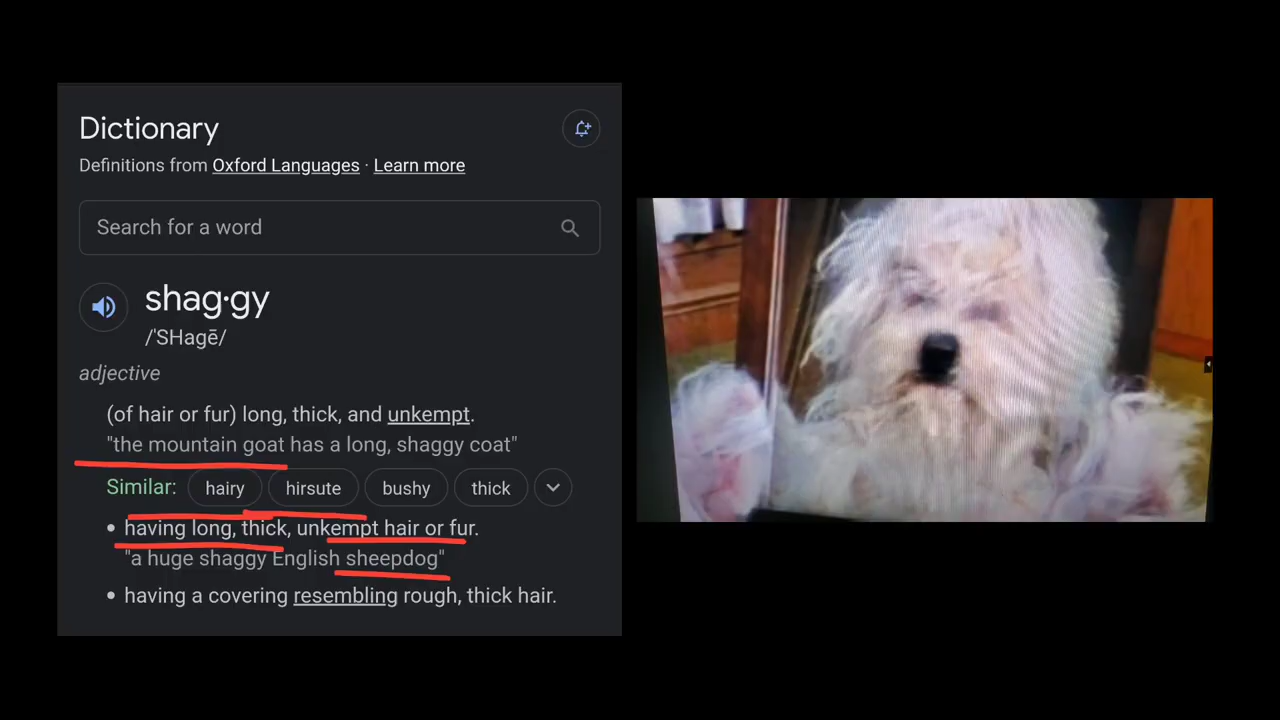 Dictionary
Definitions from Oxford Languages · Learn more
Search for a word
shag·gy
/ˈSHagē/
adjective
(of hair or fur) long, thick, and unkempt.
"the mountain goat has a long, shaggy coat"
Similar: hairy hirsute bushy thick
• having long, thick, unkempt hair or fur.
"a huge shaggy English sheepdog"
• having a covering resembling rough, thick hair.